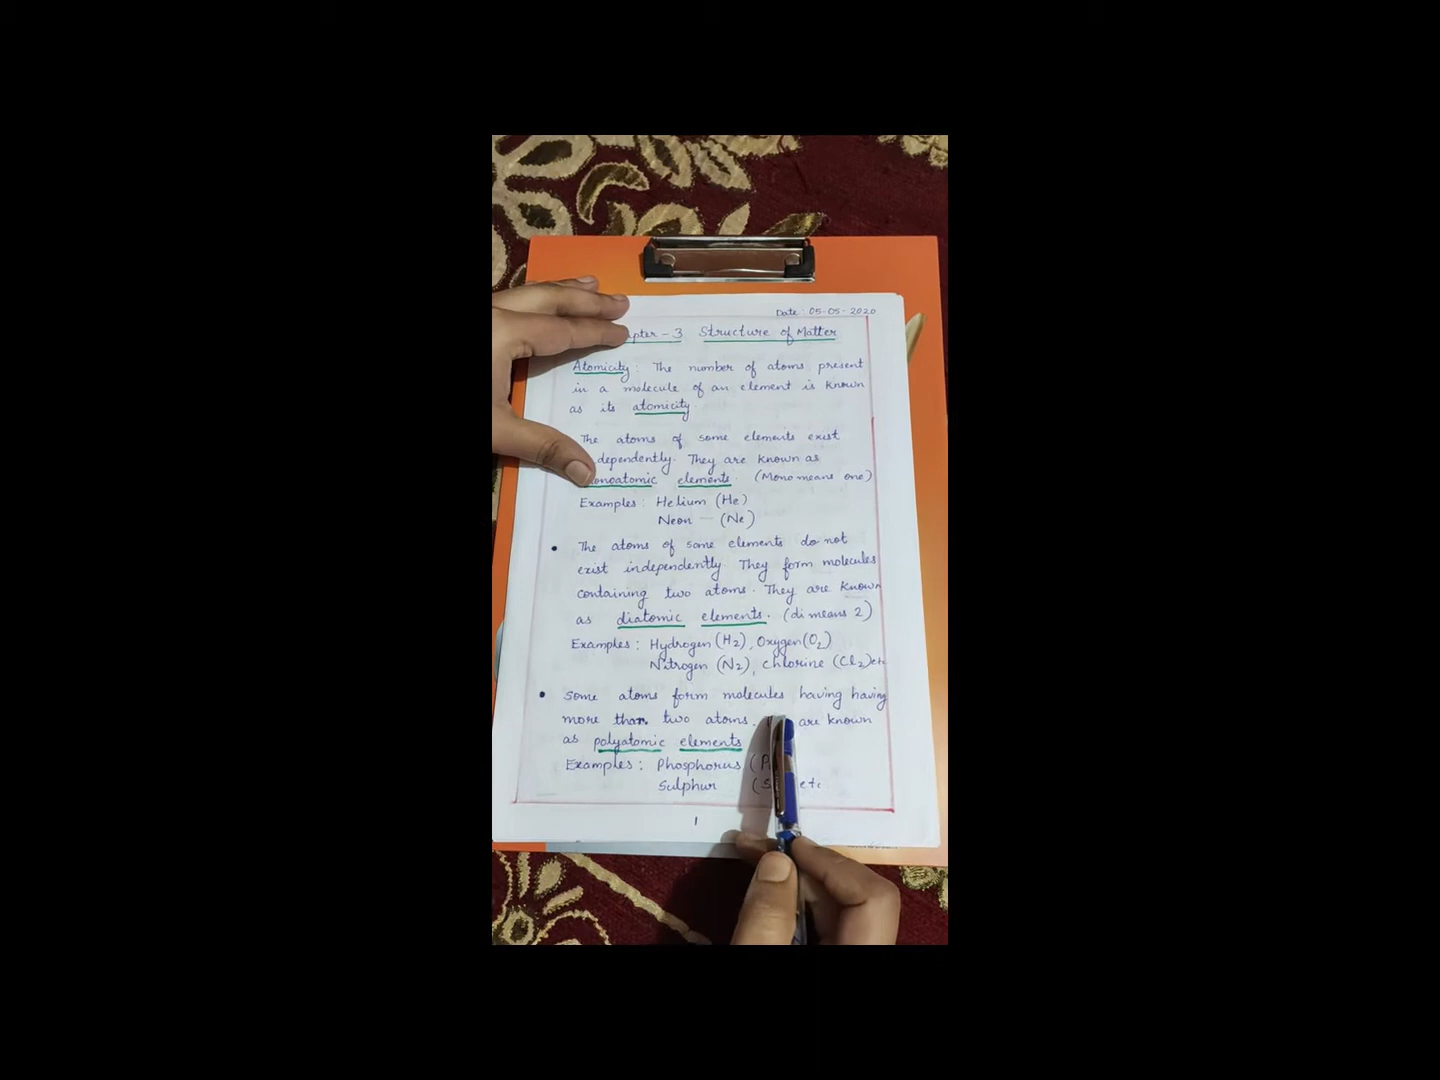 Date: 05-05-2020
pter-3 Structure of Matter
Atomicity: The number of atoms present
in a molecule of an element is known
as its atomicity.
The atoms of some elements exist
dependently. They are known as
monoatomic elements. (Mono means one)
Examples: Helium (He)
Neon - (Ne)
• The atoms of some elements do not
exist independently. They form molecules
containing two atoms. They are known
as diatomic elements. (di means 2)
Examples: Hydrogen (H2), Oxygen (O2)
Nitrogen (N2), Chlorine (Cl2) etc
• Some atoms form molecules having having
more than two atoms. are known
as polyatomic elements
Examples: Phosphorus (P
Sulphur (S etc
1